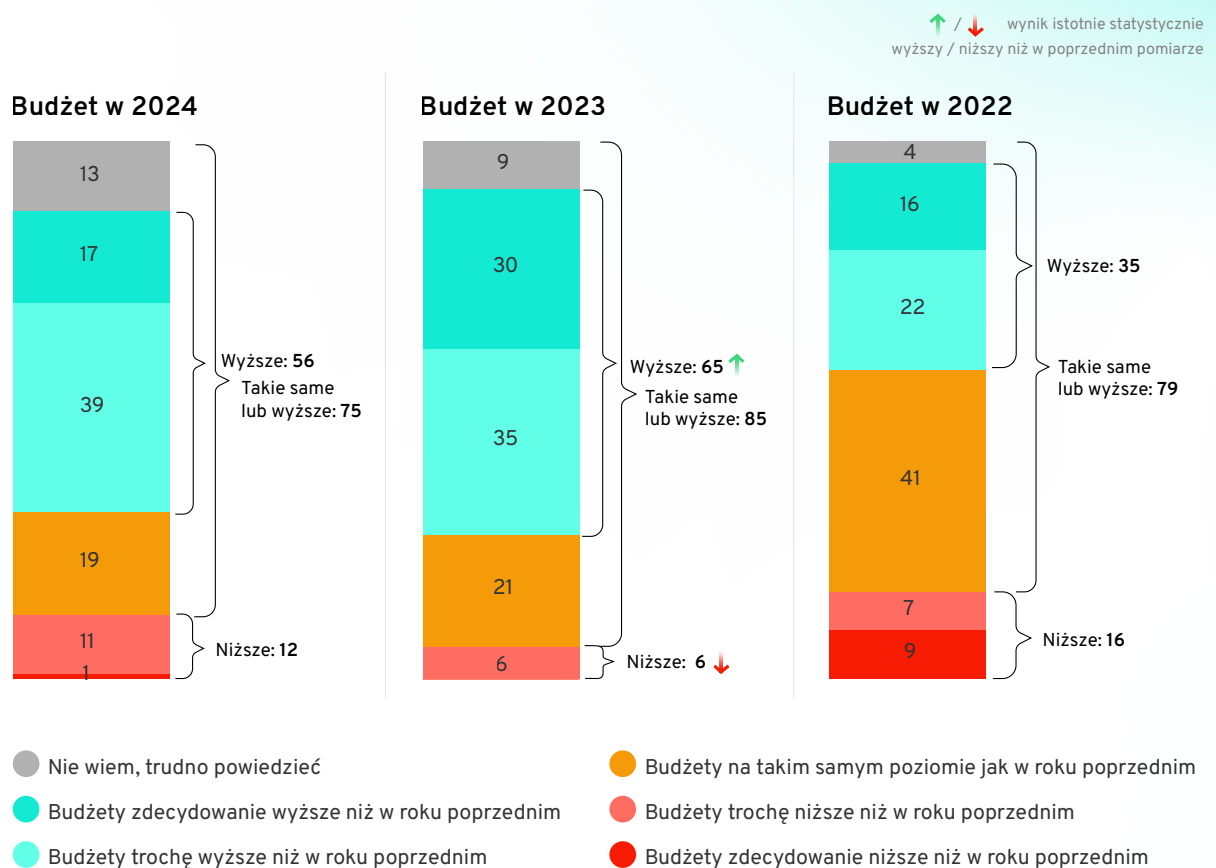 / wynik istotnie statystycznie
wyższy / niższy niż w poprzednim pomiarze
Budżet w 2024
13
17
39
19
11
1
Wyższe: 56
Takie same
lub wyższe: 75
Niższe: 12
Budżet w 2023
9
30
35
21
6
Wyższe: 65
Takie same
lub wyższe: 85
Niższe: 6
Budżet w 2022
4
16
22
41
7
9
Wyższe: 35
Takie same
lub wyższe: 79
Niższe: 16
Nie wiem, trudno powiedzieć
Budżety zdecydowanie wyższe niż w roku poprzednim
Budżety trochę wyższe niż w roku poprzednim
Budżety na takim samym poziomie jak w roku poprzednim
Budżety trochę niższe niż w roku poprzednim
Budżety zdecydowanie niższe niż w roku poprzednim